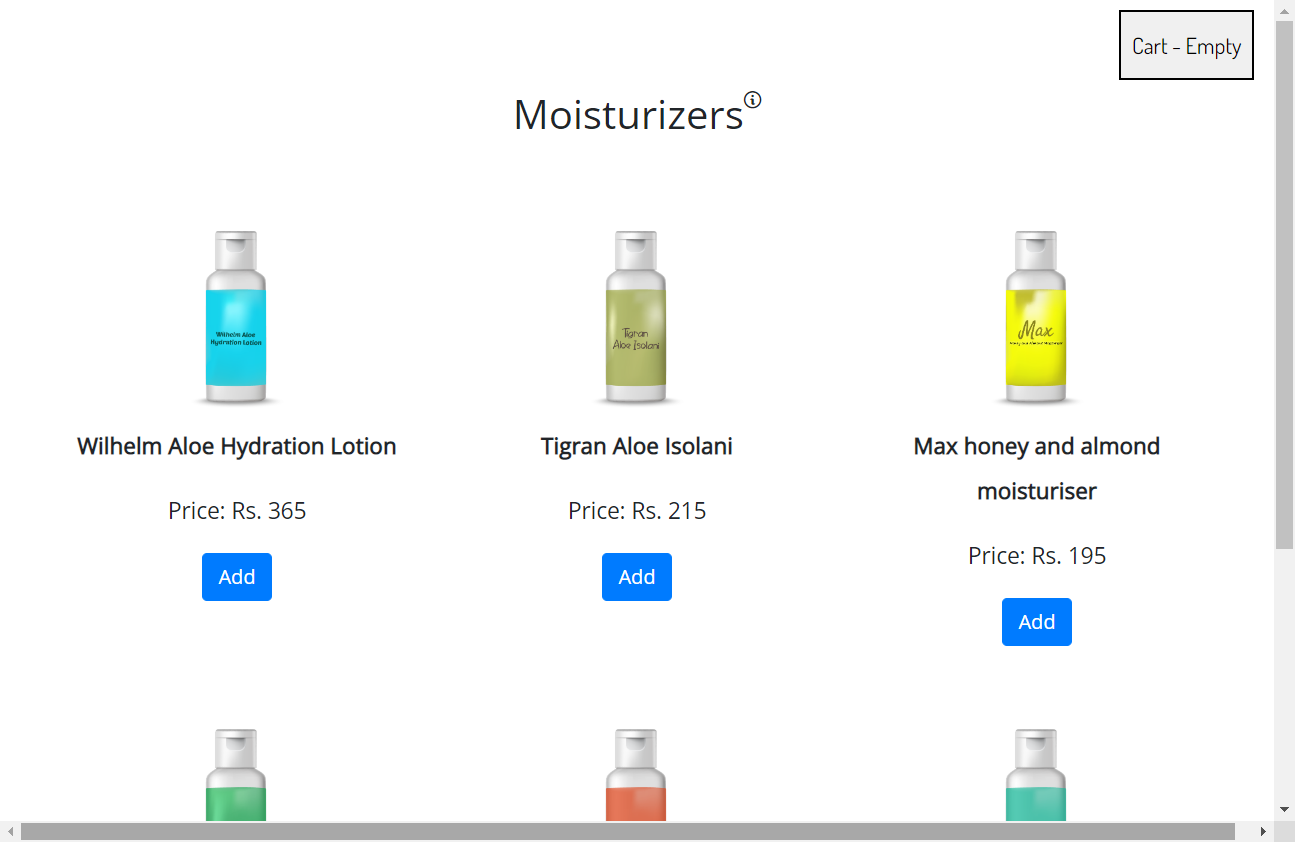 Cart - Empty
Moisturizers
Wilhelm Aloe
Hydration Lotion
Tigran
Aloe Isolani
Max
Wilhelm Aloe Hydration Lotion
Tigran Aloe Isolani
Max honey and almond
moisturiser
Price: Rs. 365
Price: Rs. 215
Price: Rs. 195
Add
Add
Add